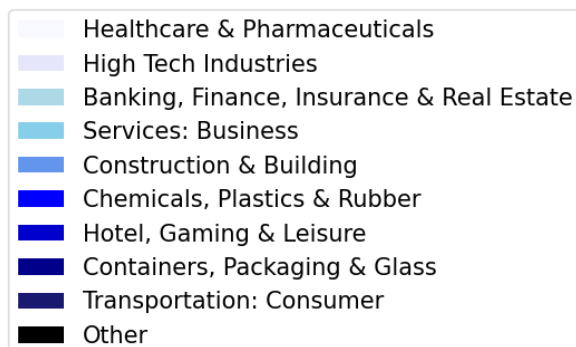 Healthcare & Pharmaceuticals
High Tech Industries
Banking, Finance, Insurance & Real Estate
Services: Business
Construction & Building
Chemicals, Plastics & Rubber
Hotel, Gaming & Leisure
Containers, Packaging & Glass
Transportation: Consumer
Other